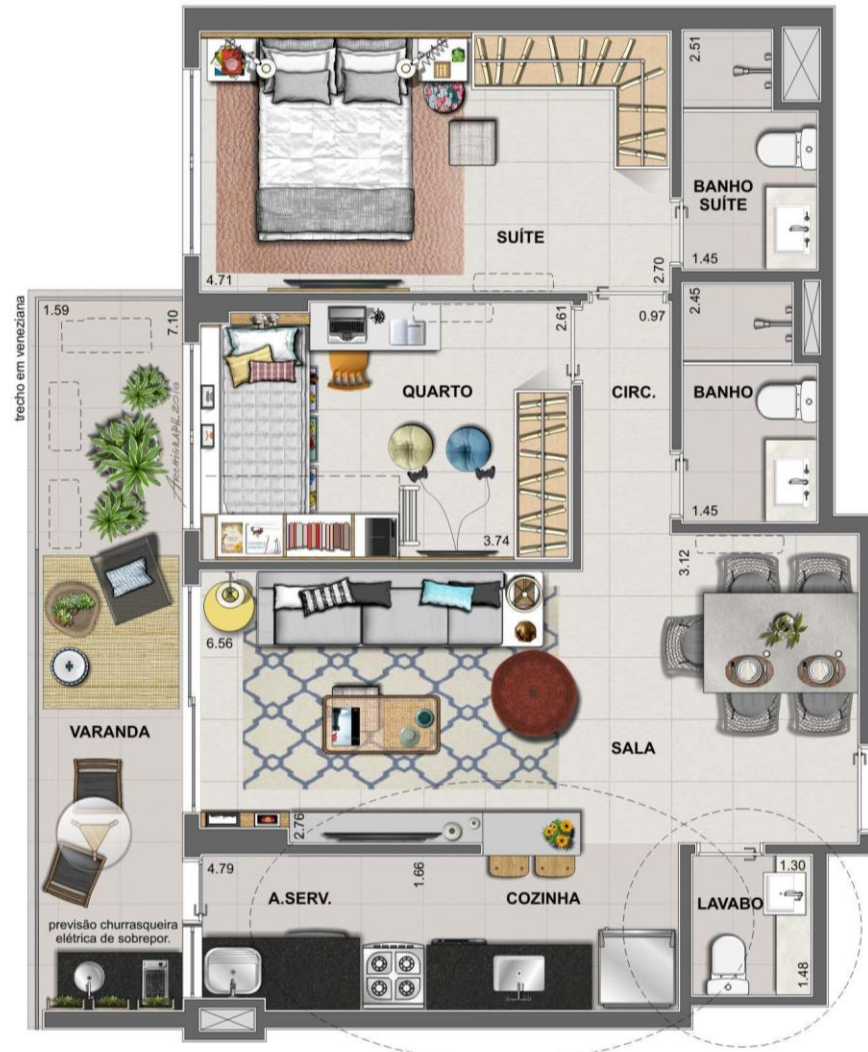 2.51
BANHO
SUÍTE
SUÍTE
4.71
2.70
1.45
trecho em veneziana
1.59
7.10
2.61
0.97
2.45
QUARTO
CIRC.
BANHO
ARCHIGRAPH 2018
3.74
1.45
3.12
6.56
VARANDA
SALA
2.76
4.79
1.66
1.30
A.SERV.
COZINHA
LAVABO
previsão churrasqueira
elétrica de sobrepor.
1.48